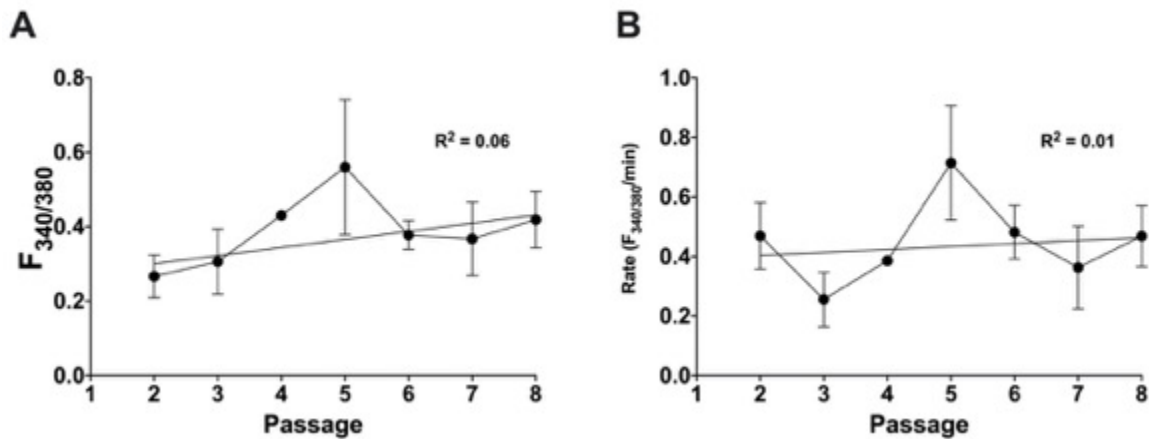 A
F340/380
0.8
0.6
0.4
0.2
0.0
R² = 0.06
1 2 3 4 5 6 7 8
Passage
B
Rate (F340/380/min)
1.0
0.8
0.6
0.4
0.2
0.0
R² = 0.01
1 2 3 4 5 6 7 8
Passage